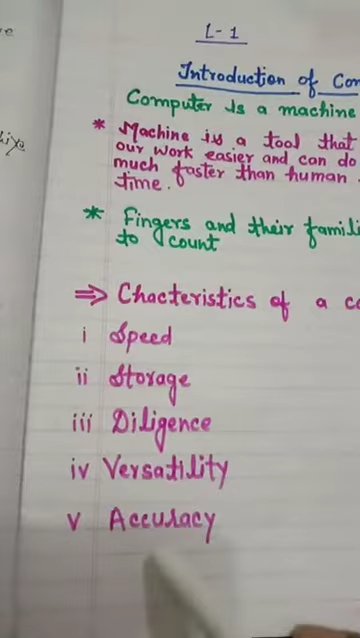 L-1
Introduction of Com
Computer is a machine
* Machine is a tool that
our work easier and can do
much faster than human
time.
* Fingers and their famili
to count
⇒ Chacteristics of a co
i Speed
ii Storage
iii Diligence
iv Versatility
v Accuracy